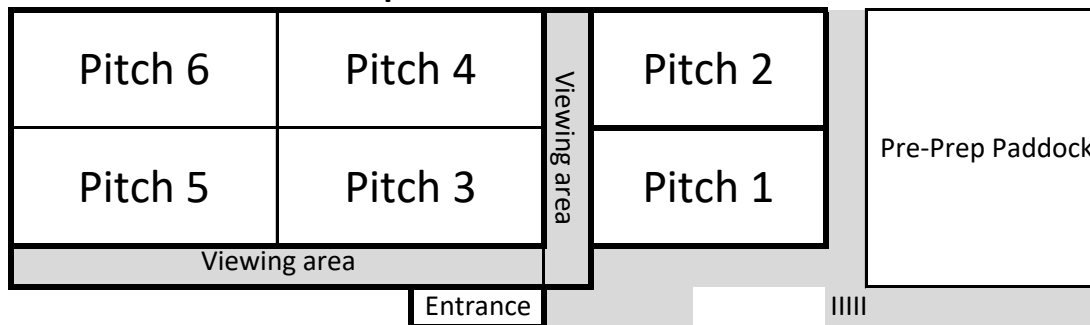 Pitch 6
Pitch 4
Viewing area
Pitch 2
Pre-Prep Paddock
Pitch 5
Pitch 3
Pitch 1
Viewing area
Entrance
IIIII